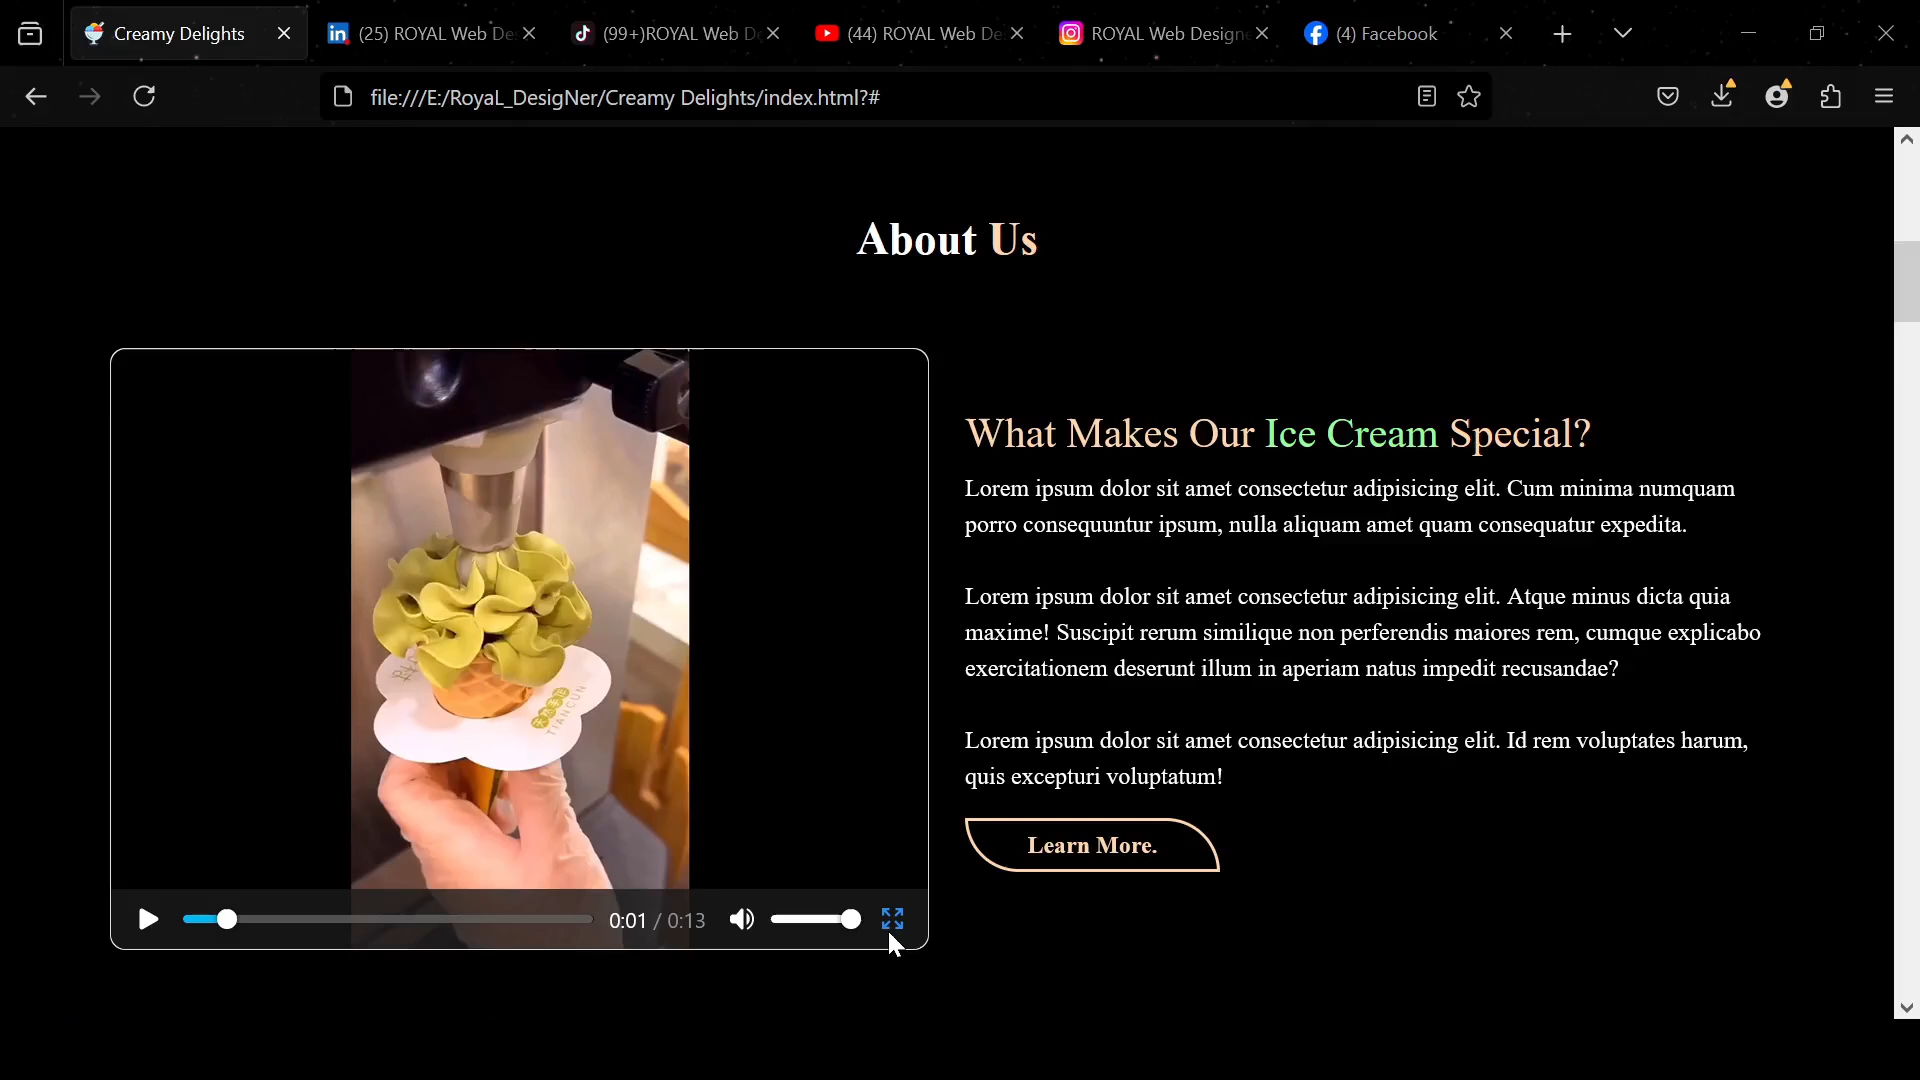 Creamy Delights
(25) ROYAL Web De
(99+)ROYAL Web D
(44) ROYAL Web De
ROYAL Web Designe
(4) Facebook
file:///E:/RoyaL_DesigNer/Creamy Delights/index.html?#
About Us
What Makes Our Ice Cream Special?
Lorem ipsum dolor sit amet consectetur adipisicing elit. Cum minima numquam
porro consequuntur ipsum, nulla aliquam amet quam consequatur expedita.
Lorem ipsum dolor sit amet consectetur adipisicing elit. Atque minus dicta quia
maxime! Suscipit rerum similique non perferendis maiores rem, cumque explicabo
exercitationem deserunt illum in aperiam natus impedit recusandae?
Lorem ipsum dolor sit amet consectetur adipisicing elit. Id rem voluptates harum,
quis excepturi voluptatum!
Learn More.
TIANCUN
0:01 / 0:13